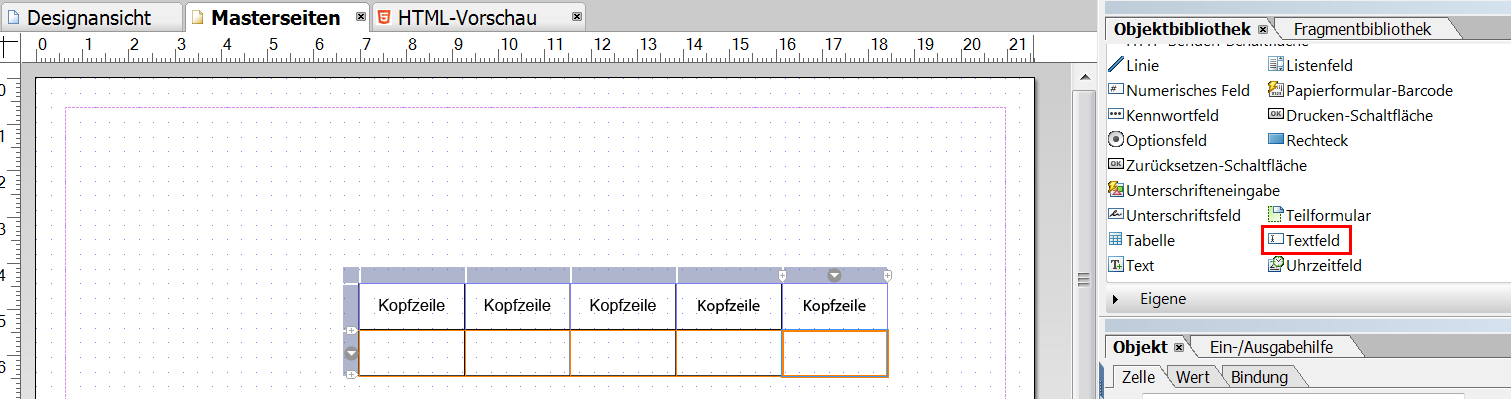 Designansicht Masterseiten HTML-Vorschau
0 1 2 3 4 5 6 7 8 9 10 11 12 13 14 15 16 17 18 19 20 21
0
1
2
3
4
5
6
Kopfzeile Kopfzeile Kopfzeile Kopfzeile Kopfzeile
Objektbibliothek Fragmentbibliothek
Linie Listenfeld
Numerisches Feld Papierformular-Barcode
Kennwortfeld Drucken-Schaltfläche
Optionsfeld Rechteck
OK Zurücksetzen-Schaltfläche
Unterschrifteneingabe
Unterschriftsfeld Teilformular
Tabelle Textfeld
Text Uhrzeitfeld
Eigene
Objekt Ein-/Ausgabehilfe
Zelle Wert Bindung